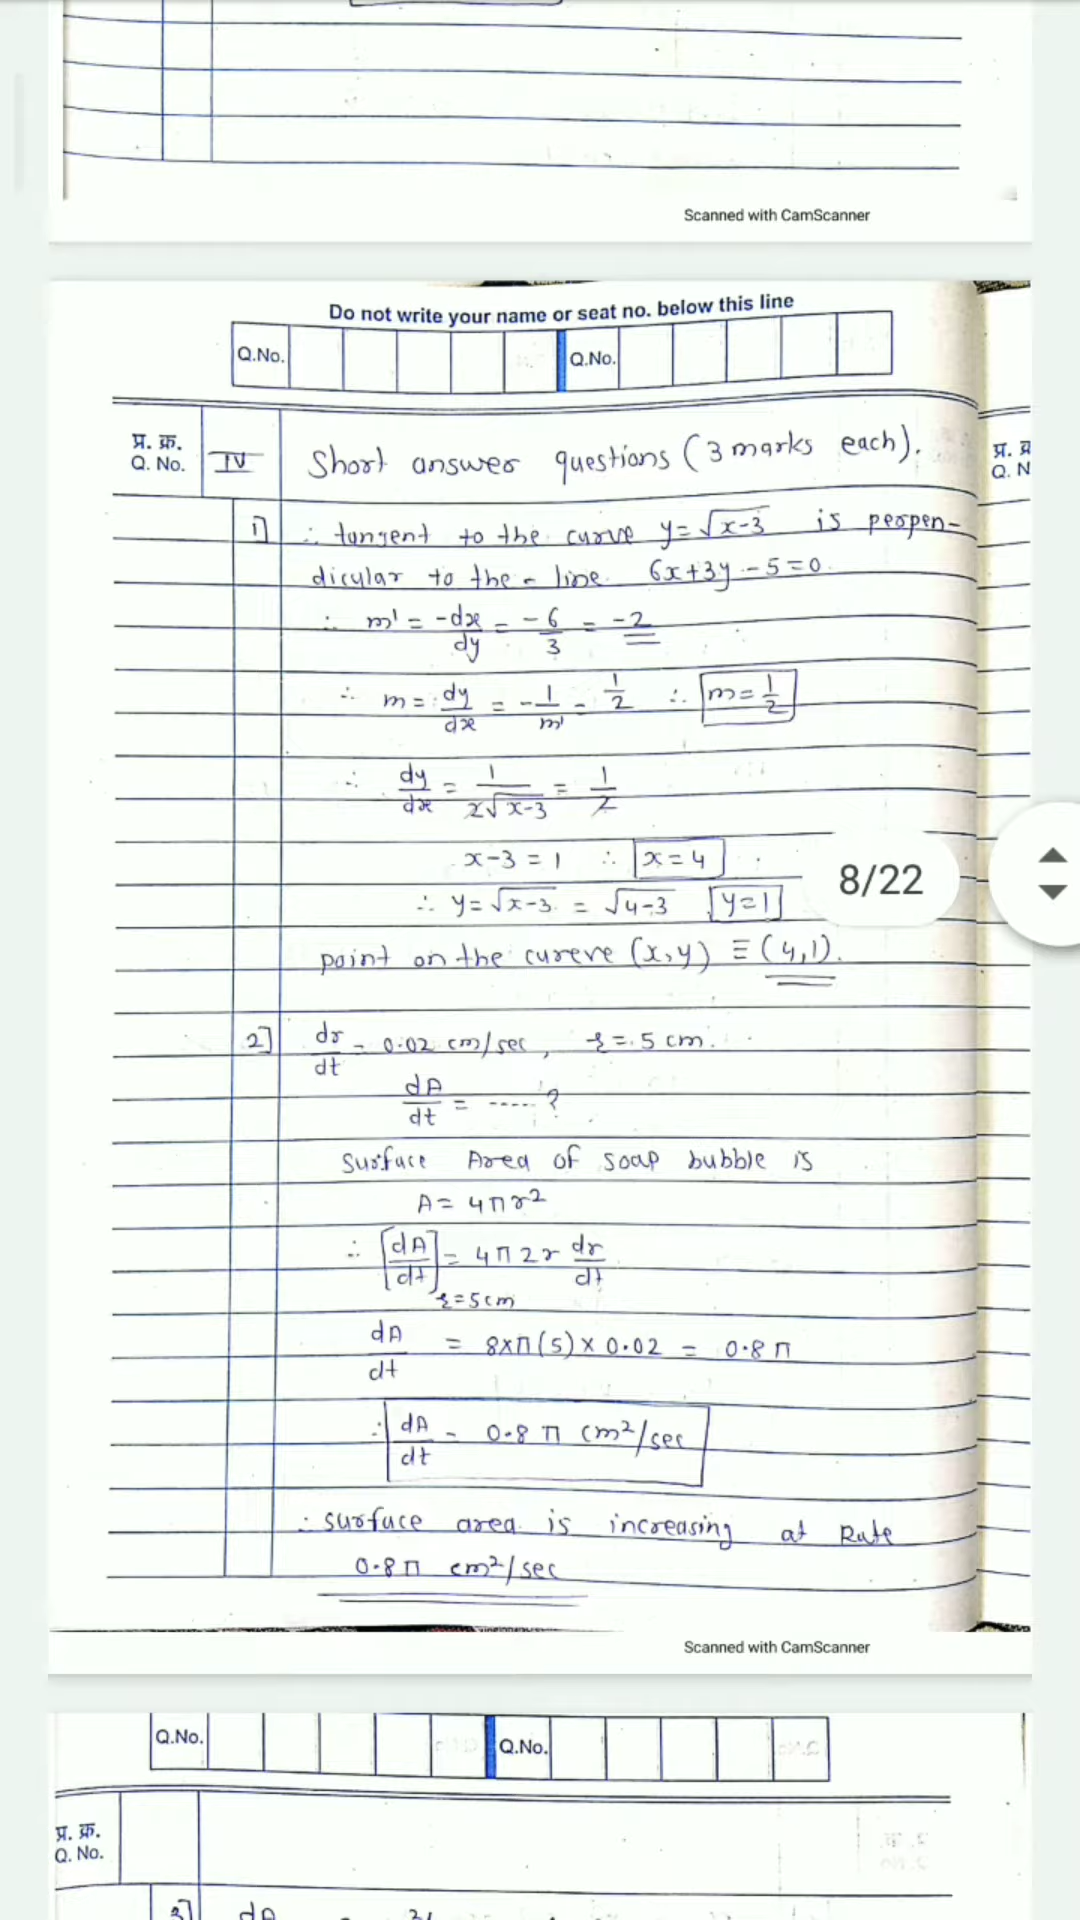 Scanned with CamScanner
Do not write your name or seat no. below this line
Q.No. Q.No.
प्र. क्र.
Q. No. IV Short answer questions (3 marks each).
1] ∴ tangent to the curve y=√x-3 is perpen-
dicular to the line 6x+3y-5=0.
∴ m' = -dx/dy = -6/3 = -2
∴ m = dy/dx = -1/m' = 1/2 ∴ m=1/2
∴ dy/dx = 1/2√x-3 = 1/2
x-3 = 1 ∴ x=4
8/22
∴ y=√x-3 = √4-3 y=1
point on the cureve (x,y) ≡ (4,1).
2] dr/dt = 0.02 cm/sec, r = 5 cm.
dA/dt = ----- ?
Surface Area of soap bubble is
A = 4πr2
∴ [dA/dt] r=5cm = 4π2r dr/dt
dA/dt = 8×π(5)×0.02 = 0.8π
∴ dA/dt = 0.8 π cm2/sec
∴ surface area is increasing at Rate
0.8π cm2/sec
Scanned with CamScanner
Q.No. Q.No.
प्र. क्र.
Q. No.
3] dA